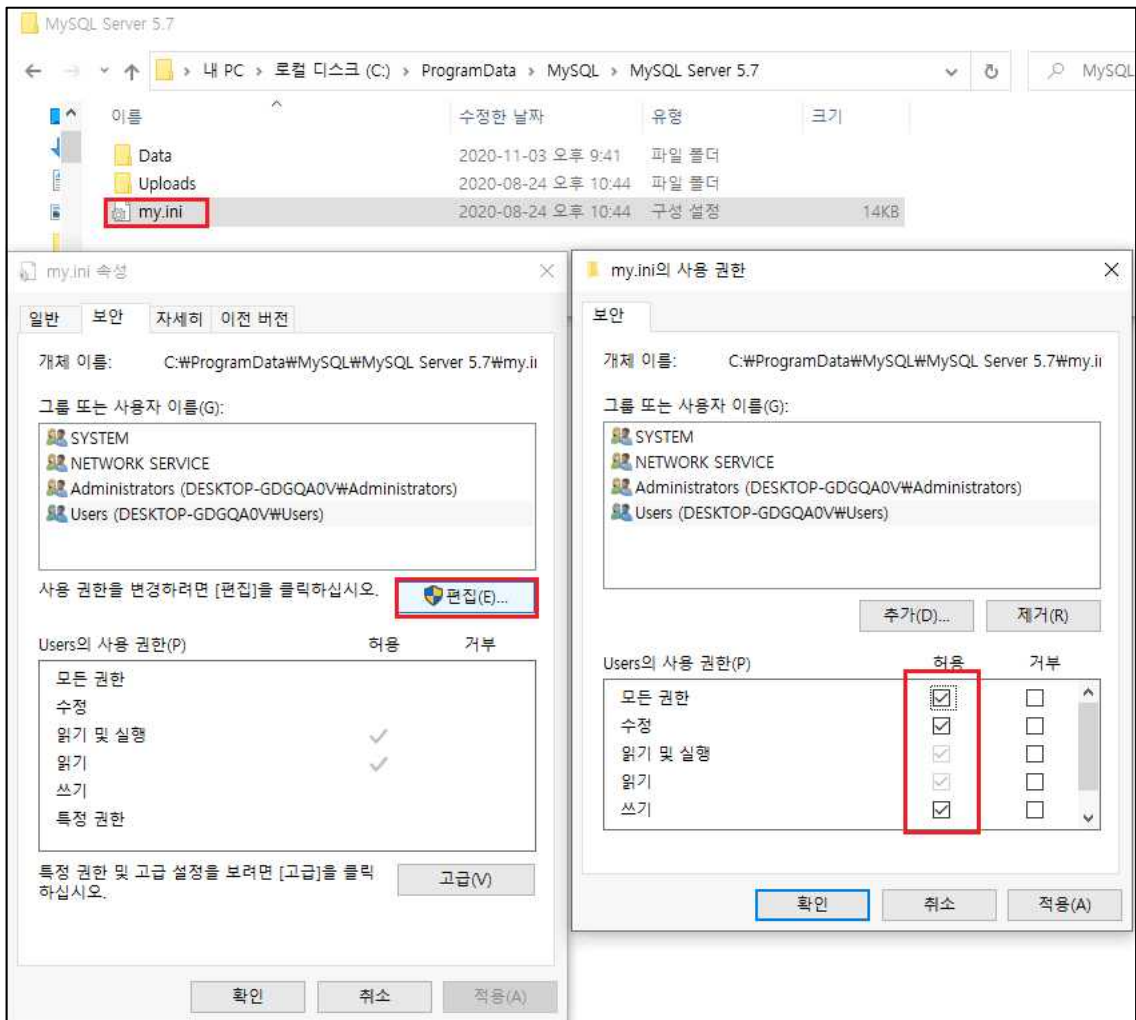 MySQL Server 5.7
내 PC > 로컬 디스크 (C:) > ProgramData > MySQL > MySQL Server 5.7
MySQL
이름 수정한 날짜 유형 크기
Data 2020-11-03 오후 9:41 파일 폴더
Uploads 2020-08-24 오후 10:44 파일 폴더
my.ini 2020-08-24 오후 10:44 구성 설정 14KB
my.ini 속성
일반 보안 자세히 이전 버전
개체 이름: C:₩ProgramData₩MySQL₩MySQL Server 5.7₩my.ii
그룹 또는 사용자 이름(G):
SYSTEM
NETWORK SERVICE
Administrators (DESKTOP-GDGQA0V₩Administrators)
Users (DESKTOP-GDGQA0V₩Users)
사용 권한을 변경하려면 [편집]을 클릭하십시오.
편집(E)...
Users의 사용 권한(P) 허용 거부
모든 권한
수정
읽기 및 실행
읽기
쓰기
특정 권한
특정 권한 및 고급 설정을 보려면 [고급]을 클릭
하십시오.
고급(V)
확인 취소 적용(A)
my.ini의 사용 권한
보안
개체 이름: C:₩ProgramData₩MySQL₩MySQL Server 5.7₩my.ii
그룹 또는 사용자 이름(G):
SYSTEM
NETWORK SERVICE
Administrators (DESKTOP-GDGQA0V₩Administrators)
Users (DESKTOP-GDGQA0V₩Users)
추가(D)... 제거(R)
Users의 사용 권한(P) 허용 거부
모든 권한
수정
읽기 및 실행
읽기
쓰기
확인 취소 적용(A)